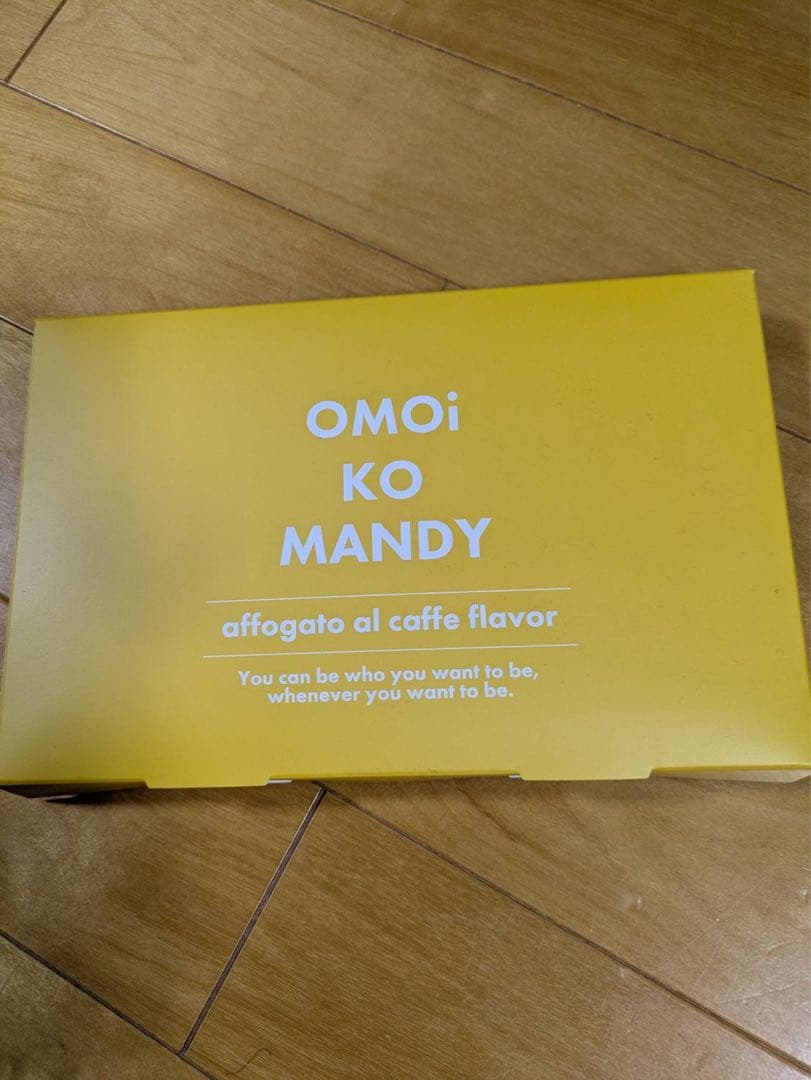 OMOi
KO
MANDY
affogato al caffe flavor
You can be who you want to be,
whenever you want to be.